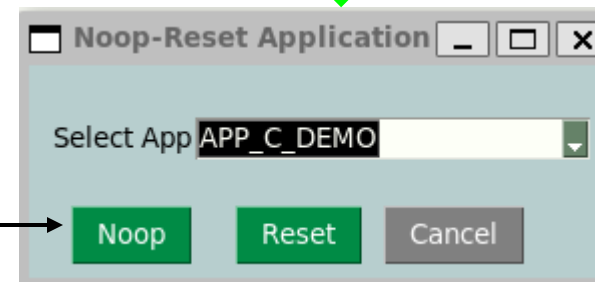 Noop-Reset Application
Select App APP_C_DEMO
Noop Reset Cancel